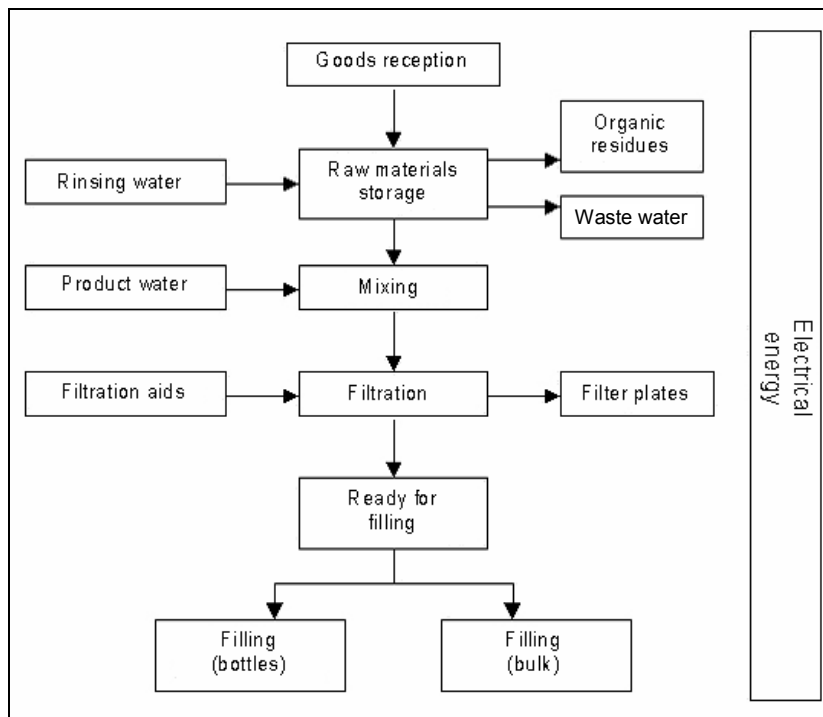 Goods reception
Organic
residues
Rinsing water
Raw materials
storage
Waste water
Product water
Mixing
Filtration aids
Filtration
Filter plates
Ready for
filling
Filling
(bottles)
Filling
(bulk)
Electrical
energy